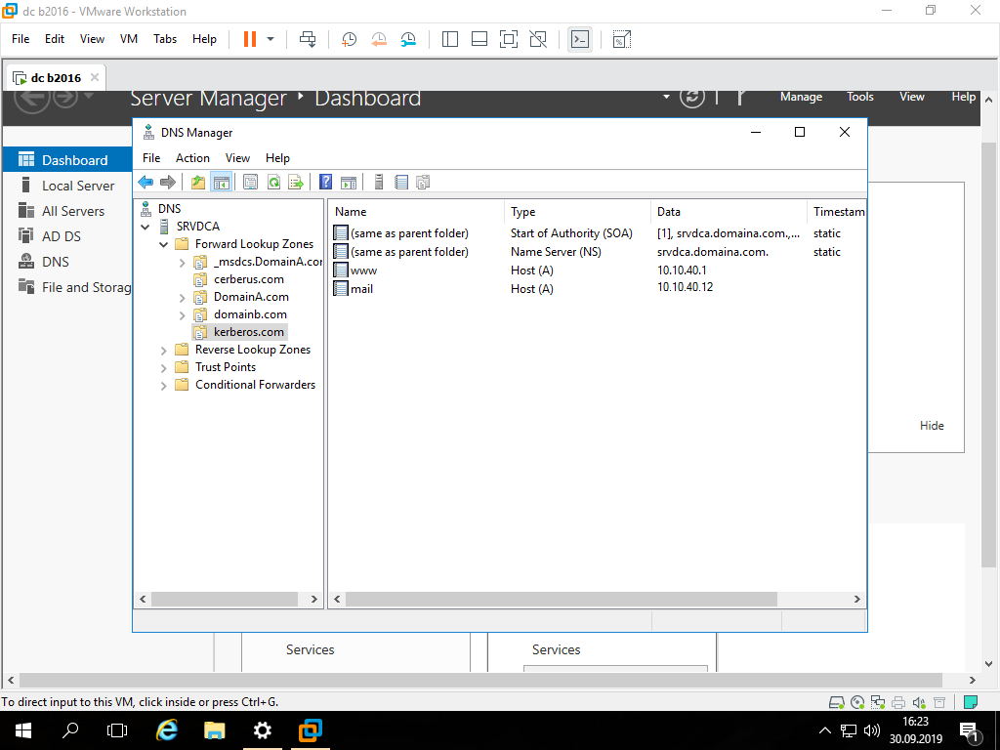 dc b2016 - VMware Workstation
File Edit View VM Tabs Help
dc b2016
Server Manager Dashboard
Manage Tools View Help
DNS Manager
File Action View Help
Dashboard
Local Server
All Servers
AD DS
DNS
File and Storag
DNS
SRVDCA
Forward Lookup Zones
_msdcs.DomainA.cor
cerberus.com
DomainA.com
domainb.com
kerberos.com
Reverse Lookup Zones
Trust Points
Conditional Forwarders
Name Type Data Timestam
(same as parent folder) Start of Authority (SOA) [1], srvdca.domaina.com.,... static
(same as parent folder) Name Server (NS) srvdca.domaina.com. static
www Host (A) 10.10.40.1
mail Host (A) 10.10.40.12
Hide
Services Services
To direct input to this VM, click inside or press Ctrl+G.
16:23
30.09.2019
1